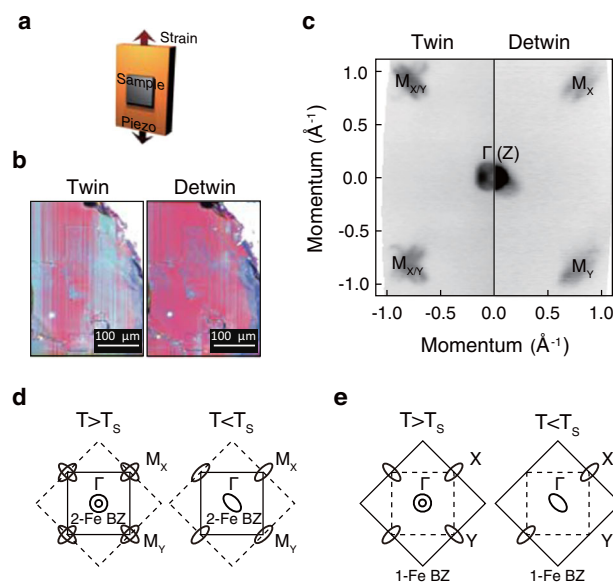 a
Strain
Sample
Piezo
b
Twin Detwin
100 μm 100 μm
c
Twin Detwin
M_X/Y M_X
Γ (Z)
M_X/Y M_Y
1.0
0.5
0.0
-0.5
-1.0
Momentum (Å⁻¹)
-1.0 -0.5 0.0 0.5 1.0
Momentum (Å⁻¹)
d
T>T_S T<T_S
M_X M_X
Γ Γ
2-Fe BZ 2-Fe BZ
M_Y M_Y
e
T>T_S T<T_S
X X
Γ Γ
Y Y
1-Fe BZ 1-Fe BZ